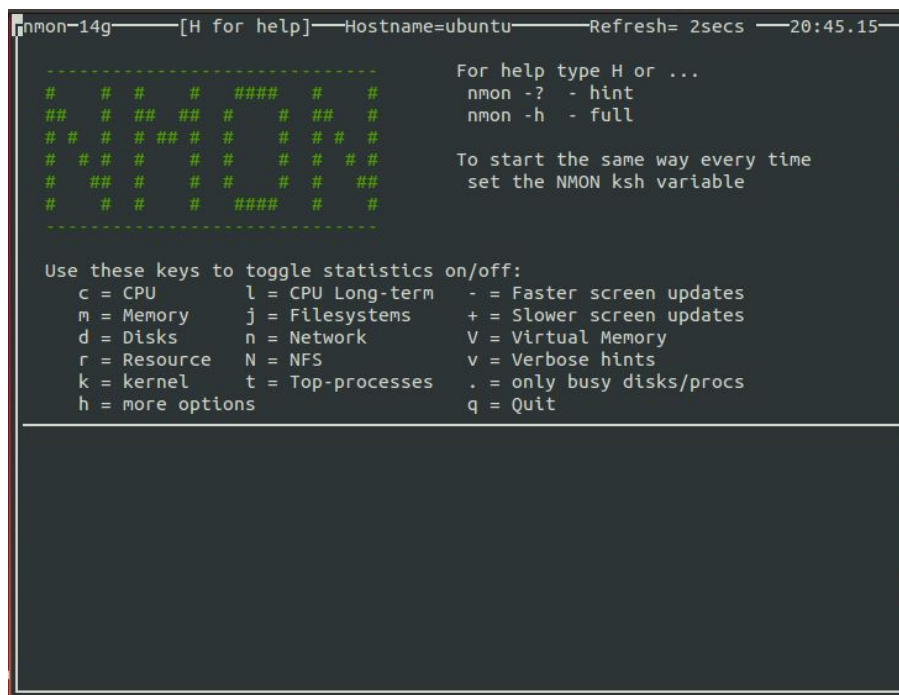 nmon-14g [H for help] Hostname=ubuntu Refresh= 2secs 20:45.15
------------------------------ For help type H or ...
#    #  #    #   ####   #    # nmon -? - hint
##   #  ##  ##  #    #  ##   # nmon -h - full
# #  #  # ## #  #    #  # #  #
#  # #  #    #  #    #  #  # # To start the same way every time
#   ##  #    #  #    #  #   ## set the NMON ksh variable
#    #  #    #   ####   #    #
------------------------------
Use these keys to toggle statistics on/off:
c = CPU l = CPU Long-term - = Faster screen updates
m = Memory j = Filesystems + = Slower screen updates
d = Disks n = Network V = Virtual Memory
r = Resource N = NFS v = Verbose hints
k = kernel t = Top-processes . = only busy disks/procs
h = more options q = Quit